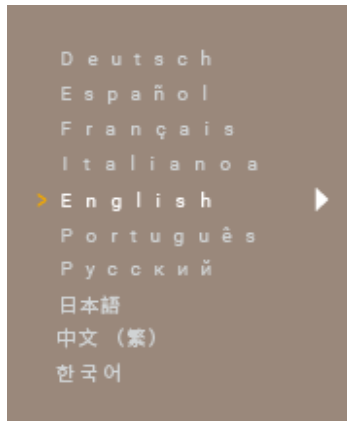 Deutsch
Español
Français
Italianoa
> English
Português
Русский
日本語
中文 （繁）
한국어